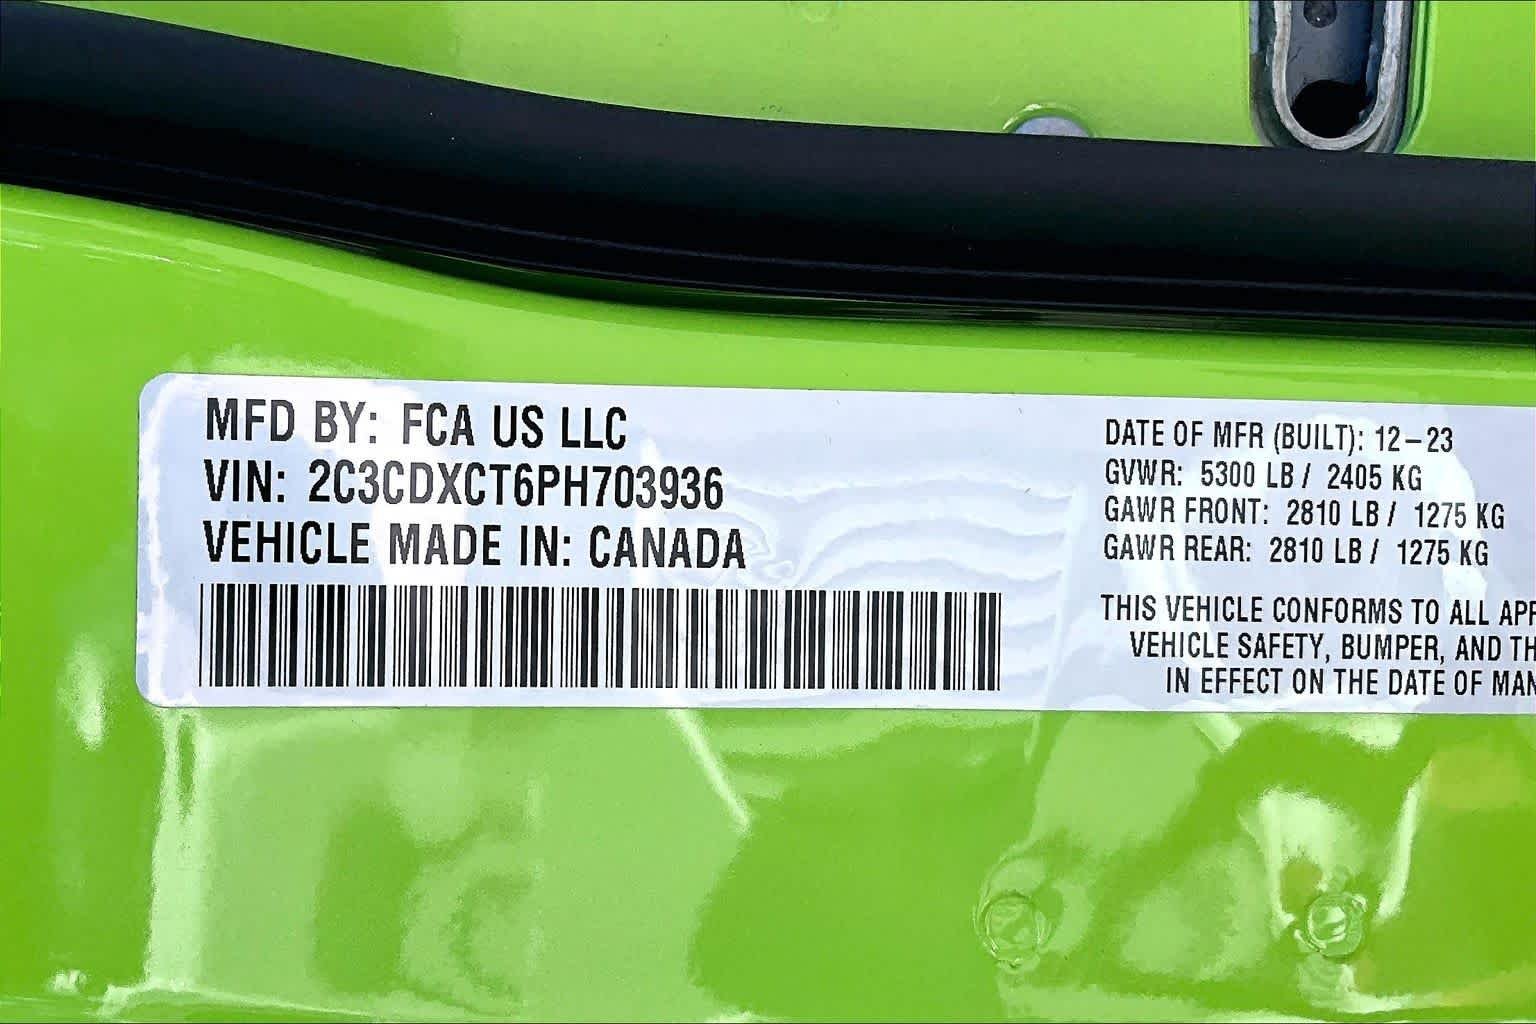 MFD BY: FCA US LLC
VIN: 2C3CDXCT6PH703936
VEHICLE MADE IN: CANADA
DATE OF MFR (BUILT): 12-23
GVWR: 5300 LB / 2405 KG
GAWR FRONT: 2810 LB / 1275 KG
GAWR REAR: 2810 LB / 1275 KG
THIS VEHICLE CONFORMS TO ALL
VEHICLE SAFETY, BUMPER, AND
IN EFFECT ON THE DATE OF